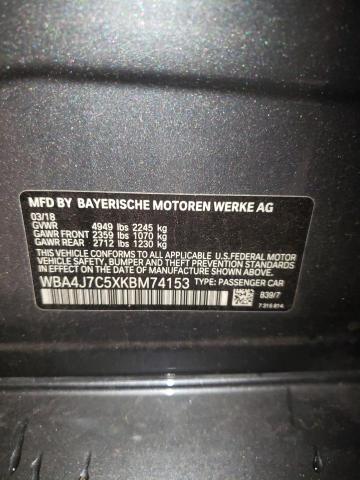 MFD BY BAYERISCHE MOTOREN WERKE AG
03/18
GVWR 4949 lbs 2245 kg
GAWR FRONT 2359 lbs 1070 kg
GAWR REAR 2712 lbs 1230 kg
THIS VEHICLE CONFORMS TO ALL APPLICABLE U.S.FEDERAL MOTOR
VEHICLE SAFETY, BUMPER, AND THEFT PREVENTION
STANDARDS IN EFFECT ON THE DATE OF MANUFACTURE SHOWN ABOVE.
WBA4J7C5XKBM74153 TYPE: PASSENGER CAR
B39/7